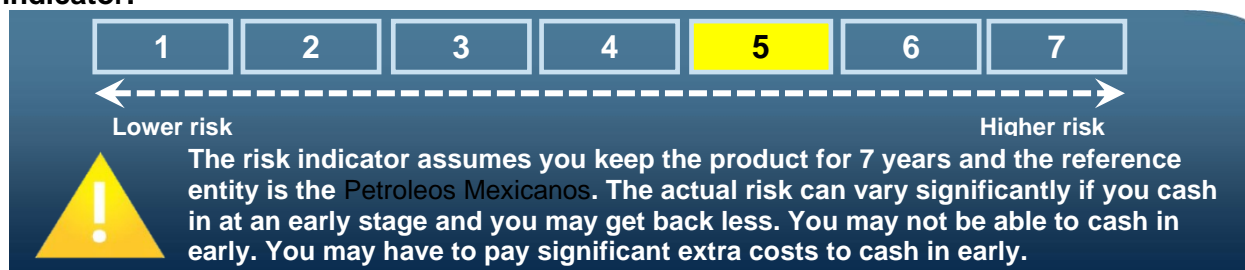 indicator:
1 2 3 4 5 6 7
Lower risk Higher risk
The risk indicator assumes you keep the product for 7 years and the reference
entity is the Petroleos Mexicanos. The actual risk can vary significantly if you cash
in at an early stage and you may get back less. You may not be able to cash in
early. You may have to pay significant extra costs to cash in early.